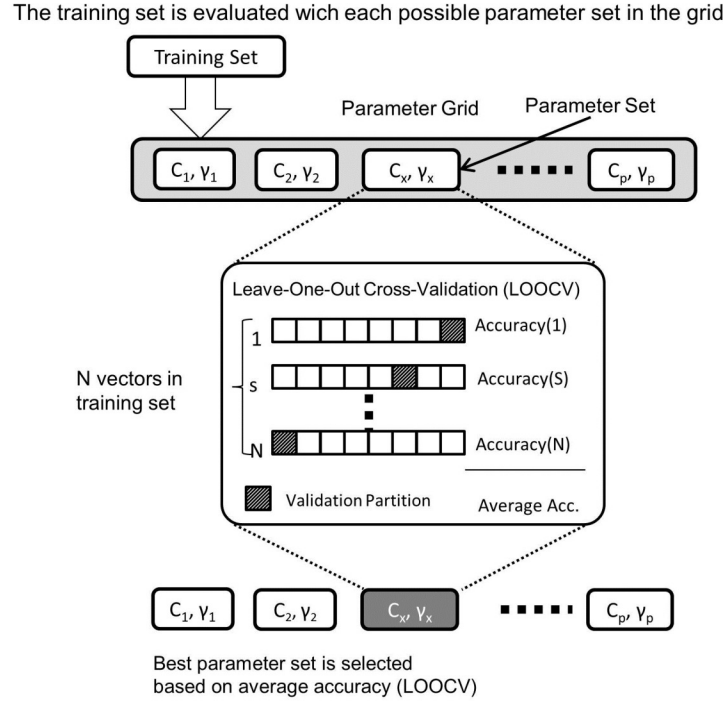 The training set is evaluated wich each possible parameter set in the grid
Training Set
Parameter Grid
Parameter Set
C₁, γ₁
C₂, γ₂
Cₓ, γₓ
Cₚ, γₚ
Leave-One-Out Cross-Validation (LOOCV)
1
Accuracy(1)
N vectors in
training set
s
Accuracy(S)
N
Accuracy(N)
Validation Partition
Average Acc.
C₁, γ₁
C₂, γ₂
Cₓ, γₓ
Cₚ, γₚ
Best parameter set is selected
based on average accuracy (LOOCV)